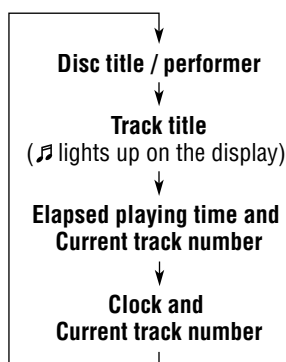 Disc title / performer
Track title
(♫ lights up on the display)
Elapsed playing time and
Current track number
Clock and
Current track number